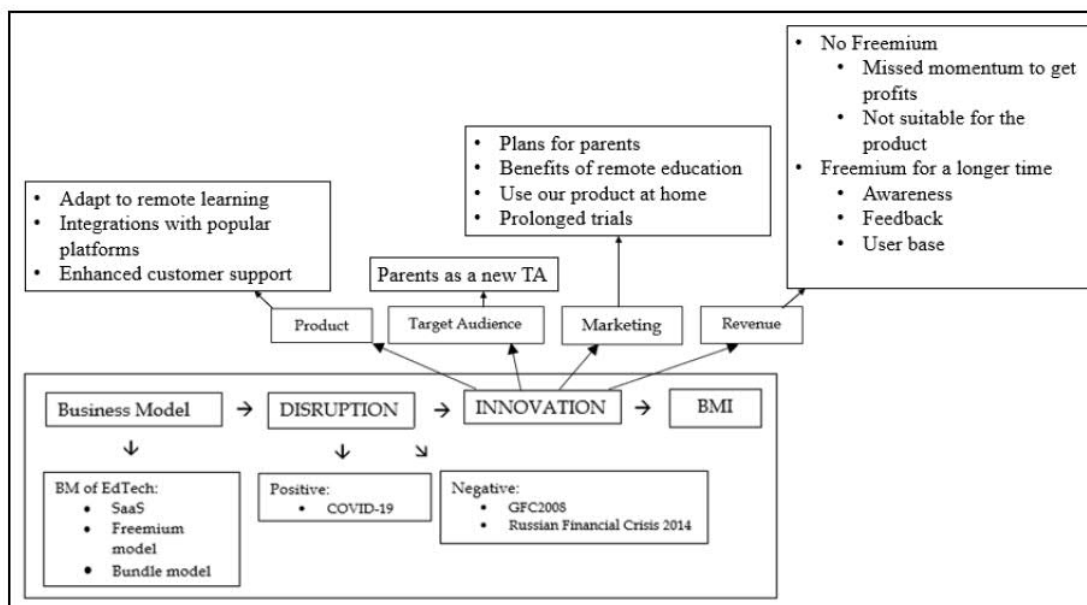 • No Freemium
• Missed momentum to get
profits
• Not suitable for the
product
• Freemium for a longer time
• Awareness
• Feedback
• User base
• Plans for parents
• Benefits of remote education
• Use our product at home
• Prolonged trials
• Adapt to remote learning
• Integrations with popular
platforms
• Enhanced customer support
Parents as a new TA
Product
Target Audience
Marketing
Revenue
Business Model
DISRUPTION
INNOVATION
BMI
BM of EdTech:
• SaaS
• Freemium
model
• Bundle model
Positive:
• COVID-19
Negative:
• GFC2008
• Russian Financial Crisis 2014